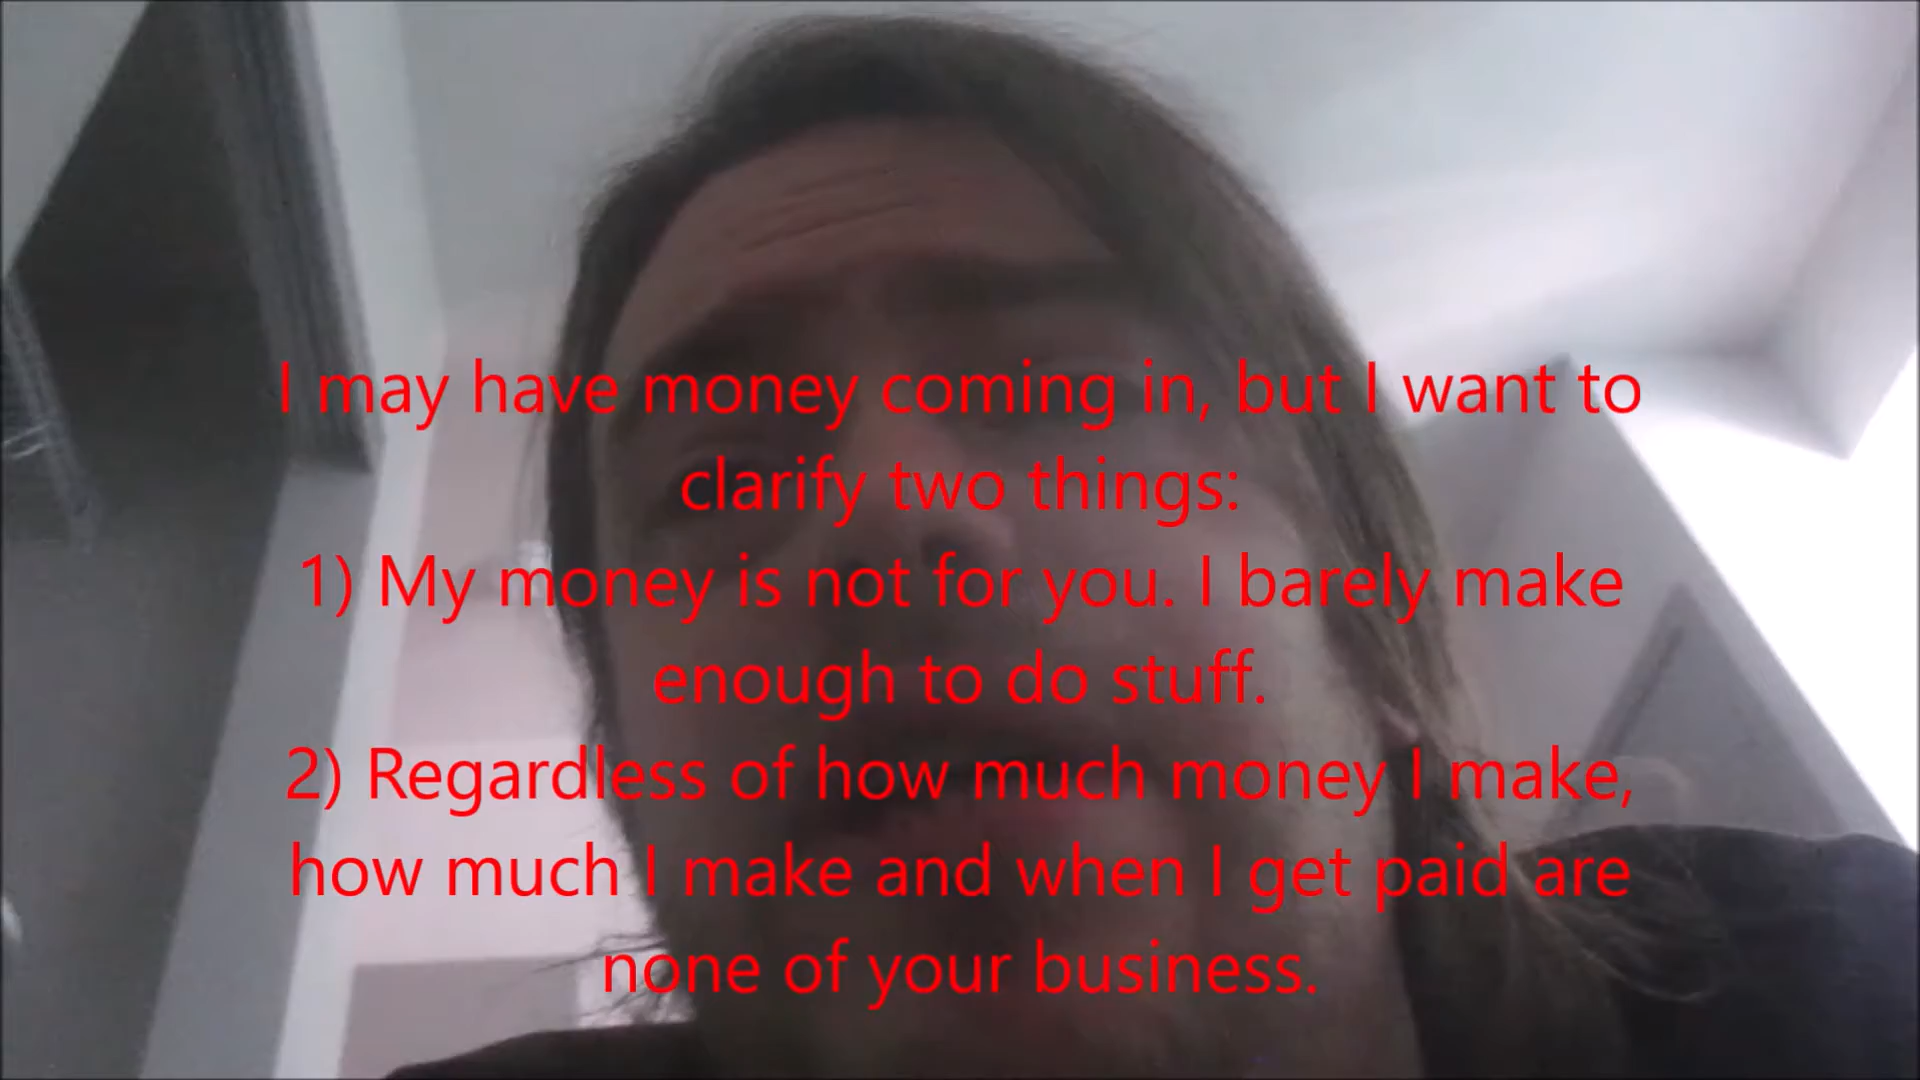 I may have money coming in, but I want to
clarify two things:
1) My money is not for you. I barely make
enough to do stuff.
2) Regardless of how much money I make,
how much I make and when I get paid are
none of your business.